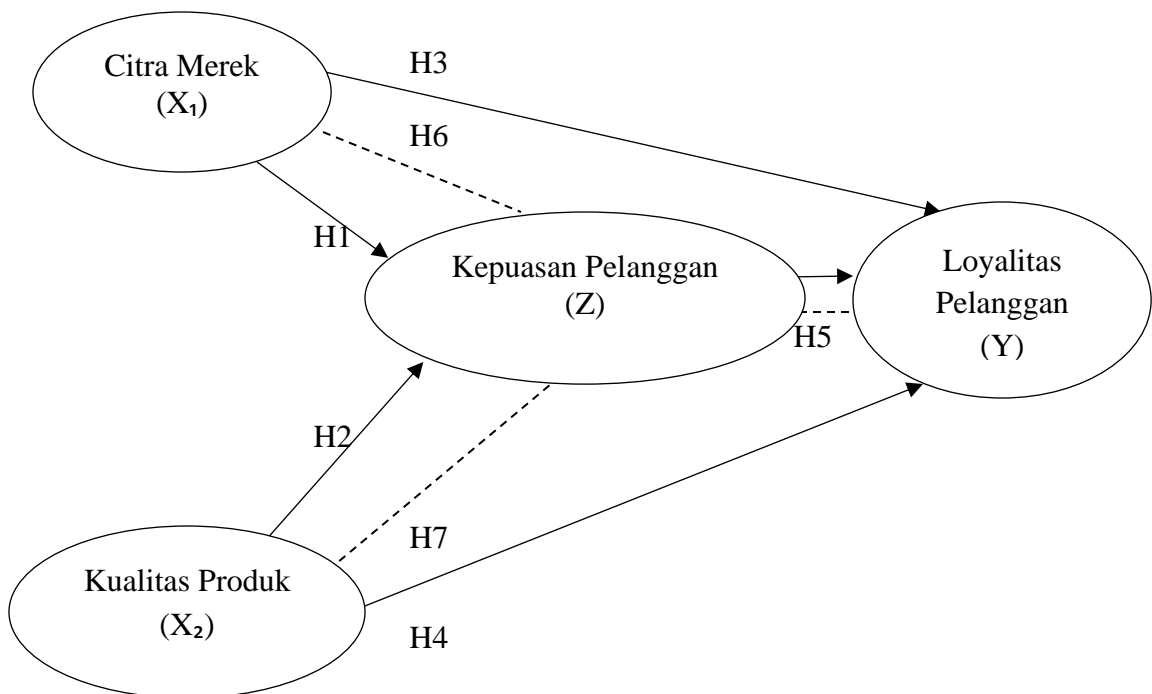 Citra Merek
(X₁)
H3
H6
H1
Kepuasan Pelanggan
(Z)
Loyalitas
Pelanggan
(Y)
H5
H2
H7
Kualitas Produk
(X₂)
H4